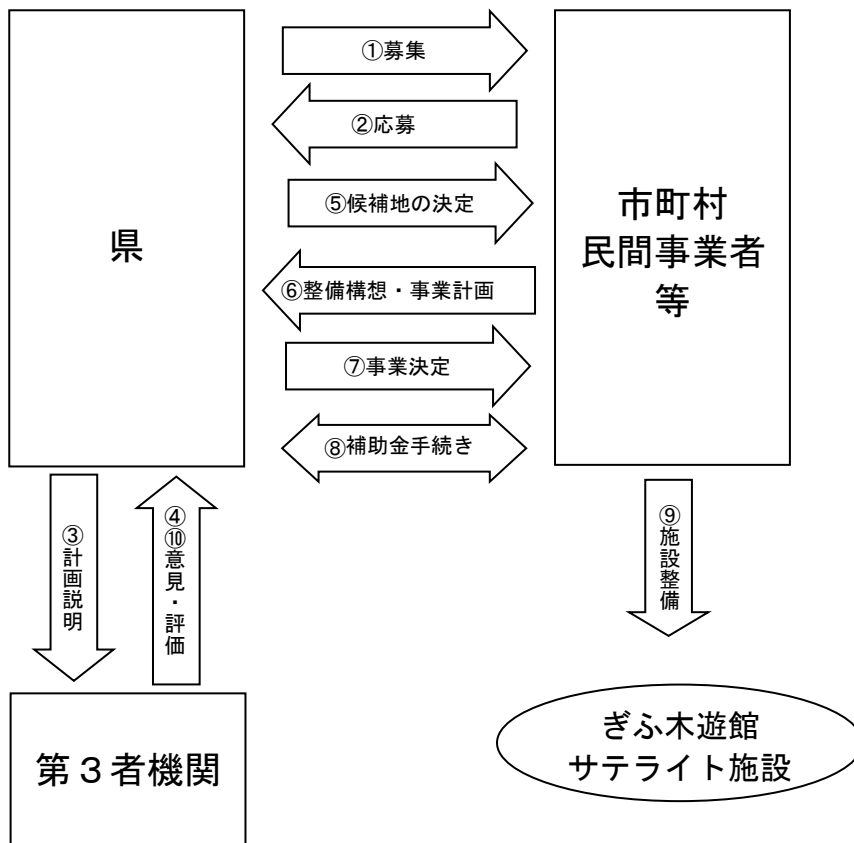 ①募集
②応募
⑤候補地の決定
⑥整備構想・事業計画
⑦事業決定
⑧補助金手続き
県
市町村
民間事業者
等
③計画説明
④⑩意見・評価
⑨施設整備
第３者機関
ぎふ木遊館
サテライト施設